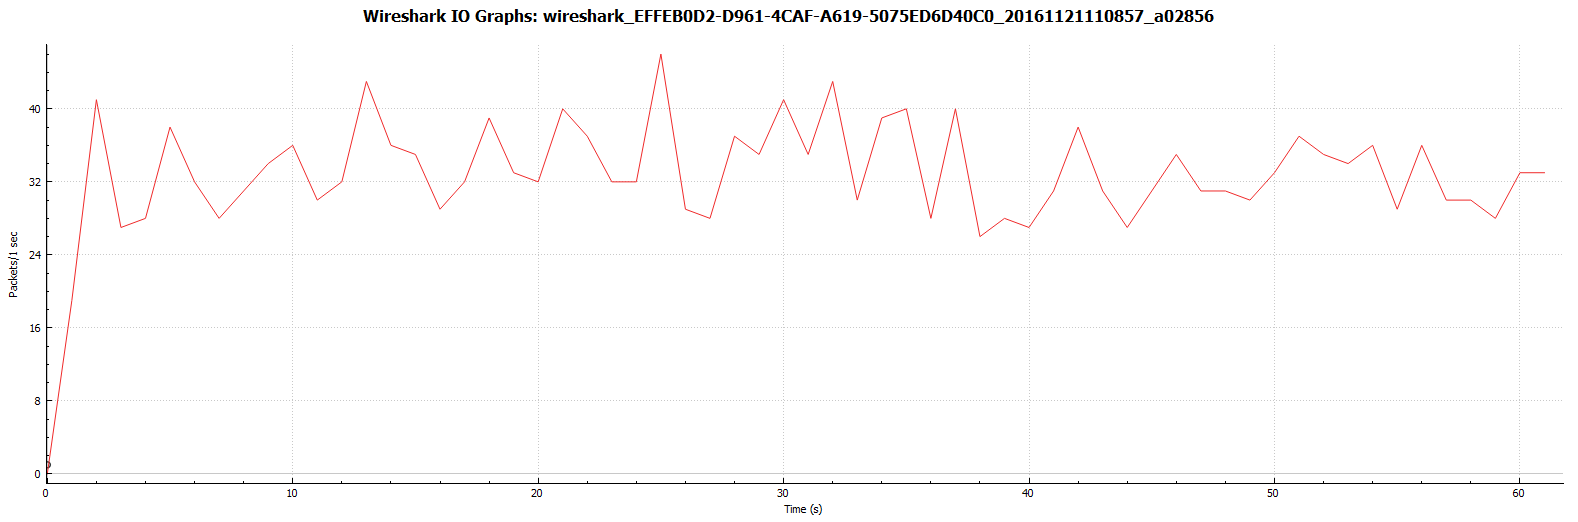 Wireshark IO Graphs: wireshark_EFFEB0D2-D961-4CAF-A619-5075ED6D40C0_20161121110857_a02856
Packets/1 sec
40
32
24
16
8
0
0 10 20 30 40 50 60
Time (s)